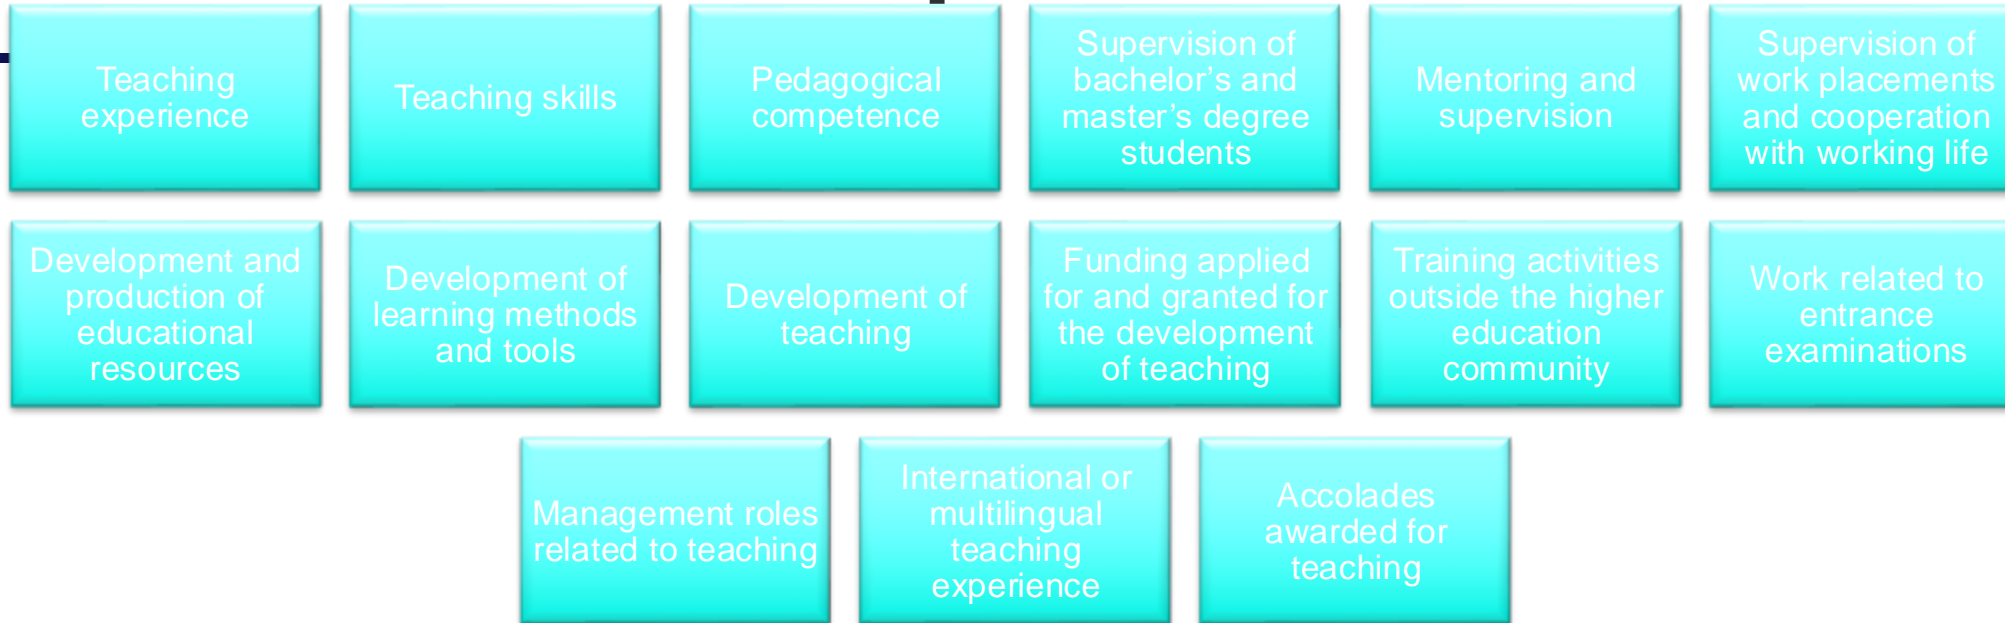 Teaching
experience
Teaching skills
Pedagogical
competence
Supervision of
bachelor’s and
master’s degree
students
Mentoring and
supervision
Supervision of
work placements
and cooperation
with working life
Development and
production of
educational
resources
Development of
learning methods
and tools
Development of
teaching
Funding applied
for and granted for
the development
of teaching
Training activities
outside the higher
education
community
Work related to
entrance
examinations
Management roles
related to teaching
International or
multilingual
teaching
experience
Accolades
awarded for
teaching